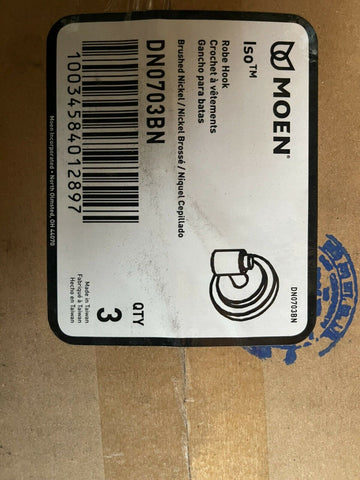 MOEN®
Iso™
Robe Hook
Crochet à vêtements
Gancho para batas
DN0703BN
Brushed Nickel / Nickel Brossé / Níquel Cepillado
10034584012897
Moen Incorporated • North Olmsted, OH 44070
DN0703BN
QTY
3
Made in Taiwan
Fabriqué à Taiwan
Hecho en Taiwan